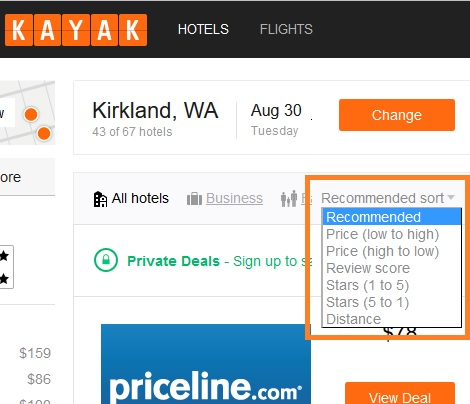 KAYAK
HOTELS
FLIGHTS
Kirkland, WA
43 of 67 hotels
Aug 30
Tuesday
Change
ore
All hotels
Business
Recommended sort
Recommended
Price (low to high)
Price (high to low)
Review score
Stars (1 to 5)
Stars (5 to 1)
Distance
Private Deals - Sign up to sa
$78
$159
$86
priceline.com®
View Deal